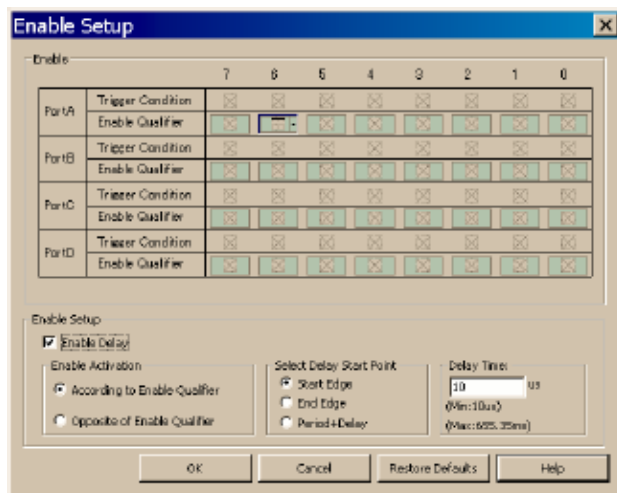 Enable Setup
Enable
7 6 5 4 3 2 1 0
PortA
Trigger Condition
Enable Qualifier
PortB
Trigger Condition
Enable Qualifier
PortC
Trigger Condition
Enable Qualifier
PortD
Trigger Condition
Enable Qualifier
Enable Setup
Enable Delay
Enable Activation
According to Enable Qualifier
Opposite of Enable Qualifier
Select Delay Start Point
Start Edge
End Edge
Period+Delay
Delay Time:
10 us
(Min:10us)
(Max:655.35ms)
OK Cancel Restore Defaults Help